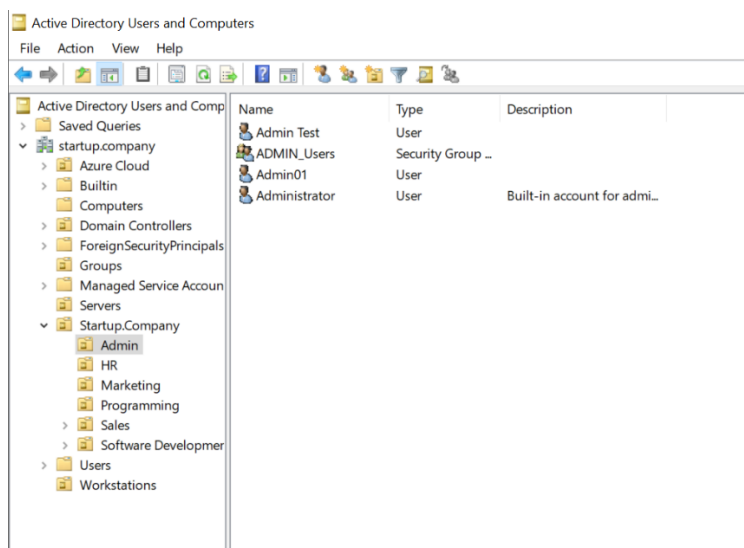 Active Directory Users and Computers
File Action View Help
Active Directory Users and Comp
Saved Queries
startup.company
Azure Cloud
Builtin
Computers
Domain Controllers
ForeignSecurityPrincipals
Groups
Managed Service Accoun
Servers
Startup.Company
Admin
HR
Marketing
Programming
Sales
Software Developmer
Users
Workstations
Name Type Description
Admin Test User
ADMIN_Users Security Group ...
Admin01 User
Administrator User Built-in account for admi...